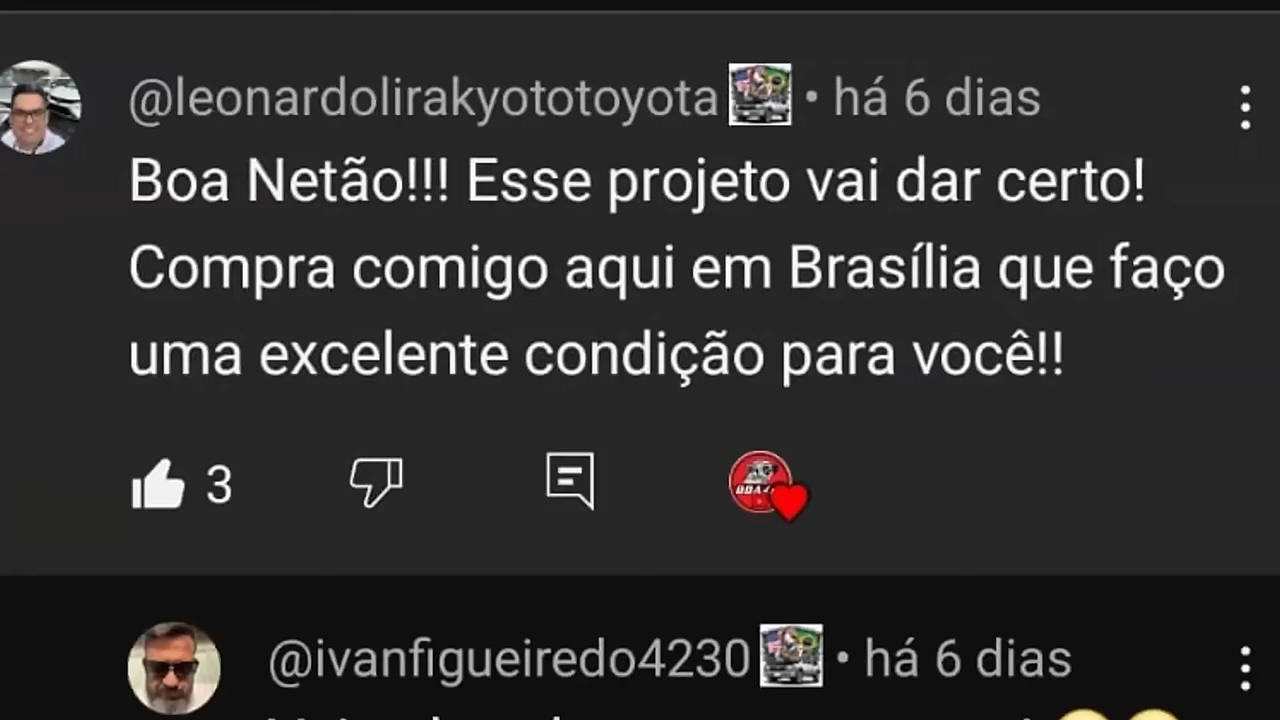 @leonardolirakyototoyota • há 6 dias
Boa Netão!!! Esse projeto vai dar certo!
Compra comigo aqui em Brasília que faço
uma excelente condição para você!!
3
@ivanfigueiredo4230 • há 6 dias